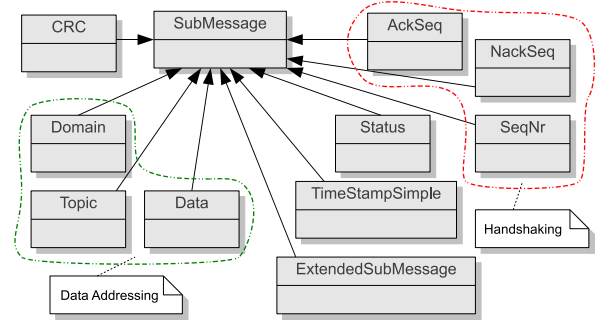 CRC
SubMessage
AckSeq
NackSeq
Domain
Status
SeqNr
Topic
Data
TimeStampSimple
Handshaking
ExtendedSubMessage
Data Addressing